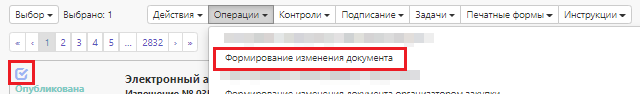 Выбор Выбрано: 1 Действия Операции Контроли Подписание Задачи Печатные формы Инструкции
« ‹ 1 2 3 4 5 ... 2832 › »
Формирование изменения документа
Опубликована
Электронный а
Формирование изменения документа организатором закупки